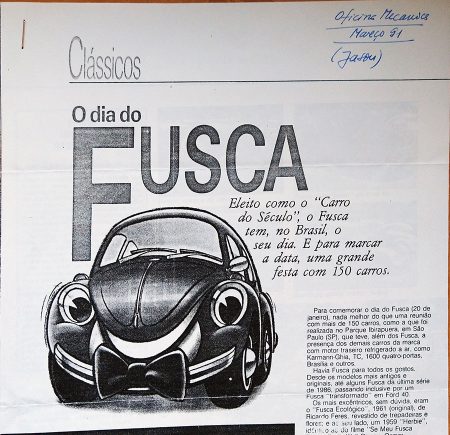 Oficina Mecanica
Março 91
(Jason)
Clássicos
O dia do
FUSCA
Eleito como o "Carro
do Século", o Fusca
tem, no Brasil, o
seu dia. E para marcar
a data, uma grande
festa com 150 carros.
Para comemorar o dia do Fusca (20 de
janeiro), nada melhor do que uma reunião
com mais de 150 carros, como a que foi
realizada no Parque Ibirapuera, em São
Paulo (SP), que teve, além dos Fusca, a
presença dos demais carros da marca
com motor traseiro refrigerado a ar, como
Karmann-Ghia, TC, 1600 quatro-portas,
Brasília e outros.
Havia Fusca para todos os gostos.
Desde os modelos mais antigos e
originais, até alguns Fusca da última série
de 1986, passando inclusive por um
Fusca "transformado" em Ford 40.
Os mais excêntricos, sem dúvida, eram
o "Fusca Ecológico", 1961 (original), de
Ricardo Feres, revestido de trepadeiras e
flores; e ao seu lado, um 1959 "Herbie",
do filme "Se Meu Fusca